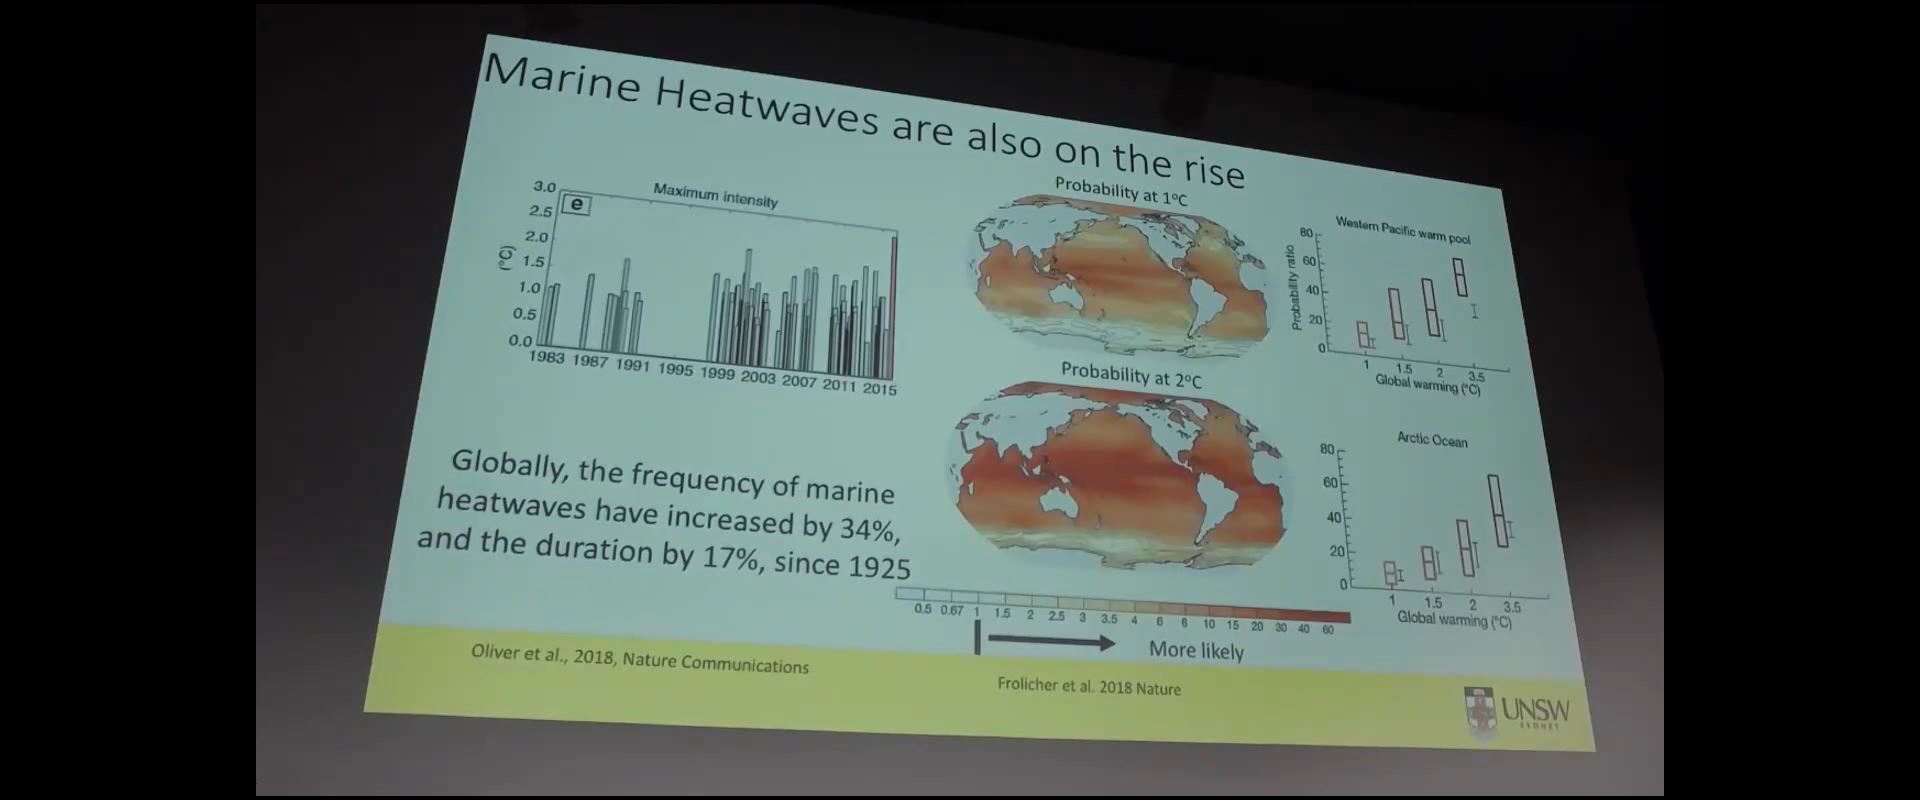 Marine Heatwaves are also on the rise
Maximum intensity
e
(°C)
3.0
2.5
2.0
1.5
1.0
0.5
0.0
1983 1987 1991 1995 1999 2003 2007 2011 2015
Globally, the frequency of marine
heatwaves have increased by 34%,
and the duration by 17%, since 1925
Probability at 1°C
Probability at 2°C
0.5 0.67 1 1.5 2 2.5 3 3.5 4 6 8 10 15 20 30 40 60
More likely
Western Pacific warm pool
Probability ratio
80
60
40
20
0
1 1.5 2 3.5
Global warming (°C)
Arctic Ocean
80
60
40
20
0
1 1.5 2 3.5
Global warming (°C)
Oliver et al., 2018, Nature Communications
Frolicher et al. 2018 Nature
UNSW
SYDNEY